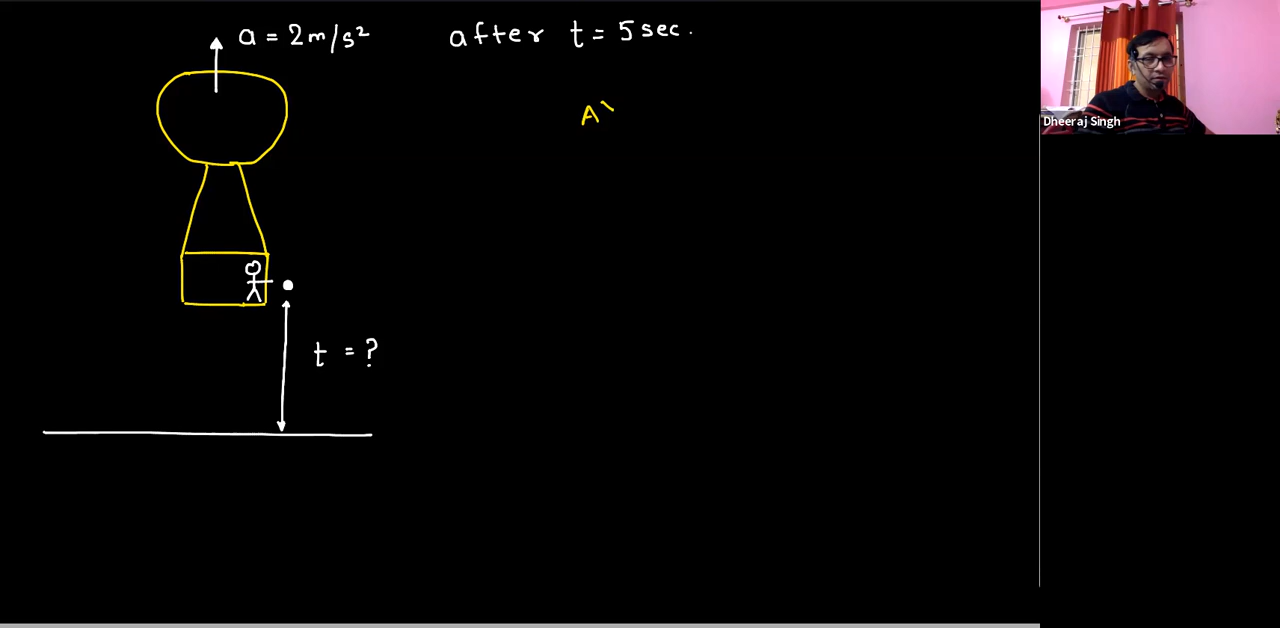 a = 2m/s²
after t = 5 sec.
A
t = ?
Dheeraj Singh